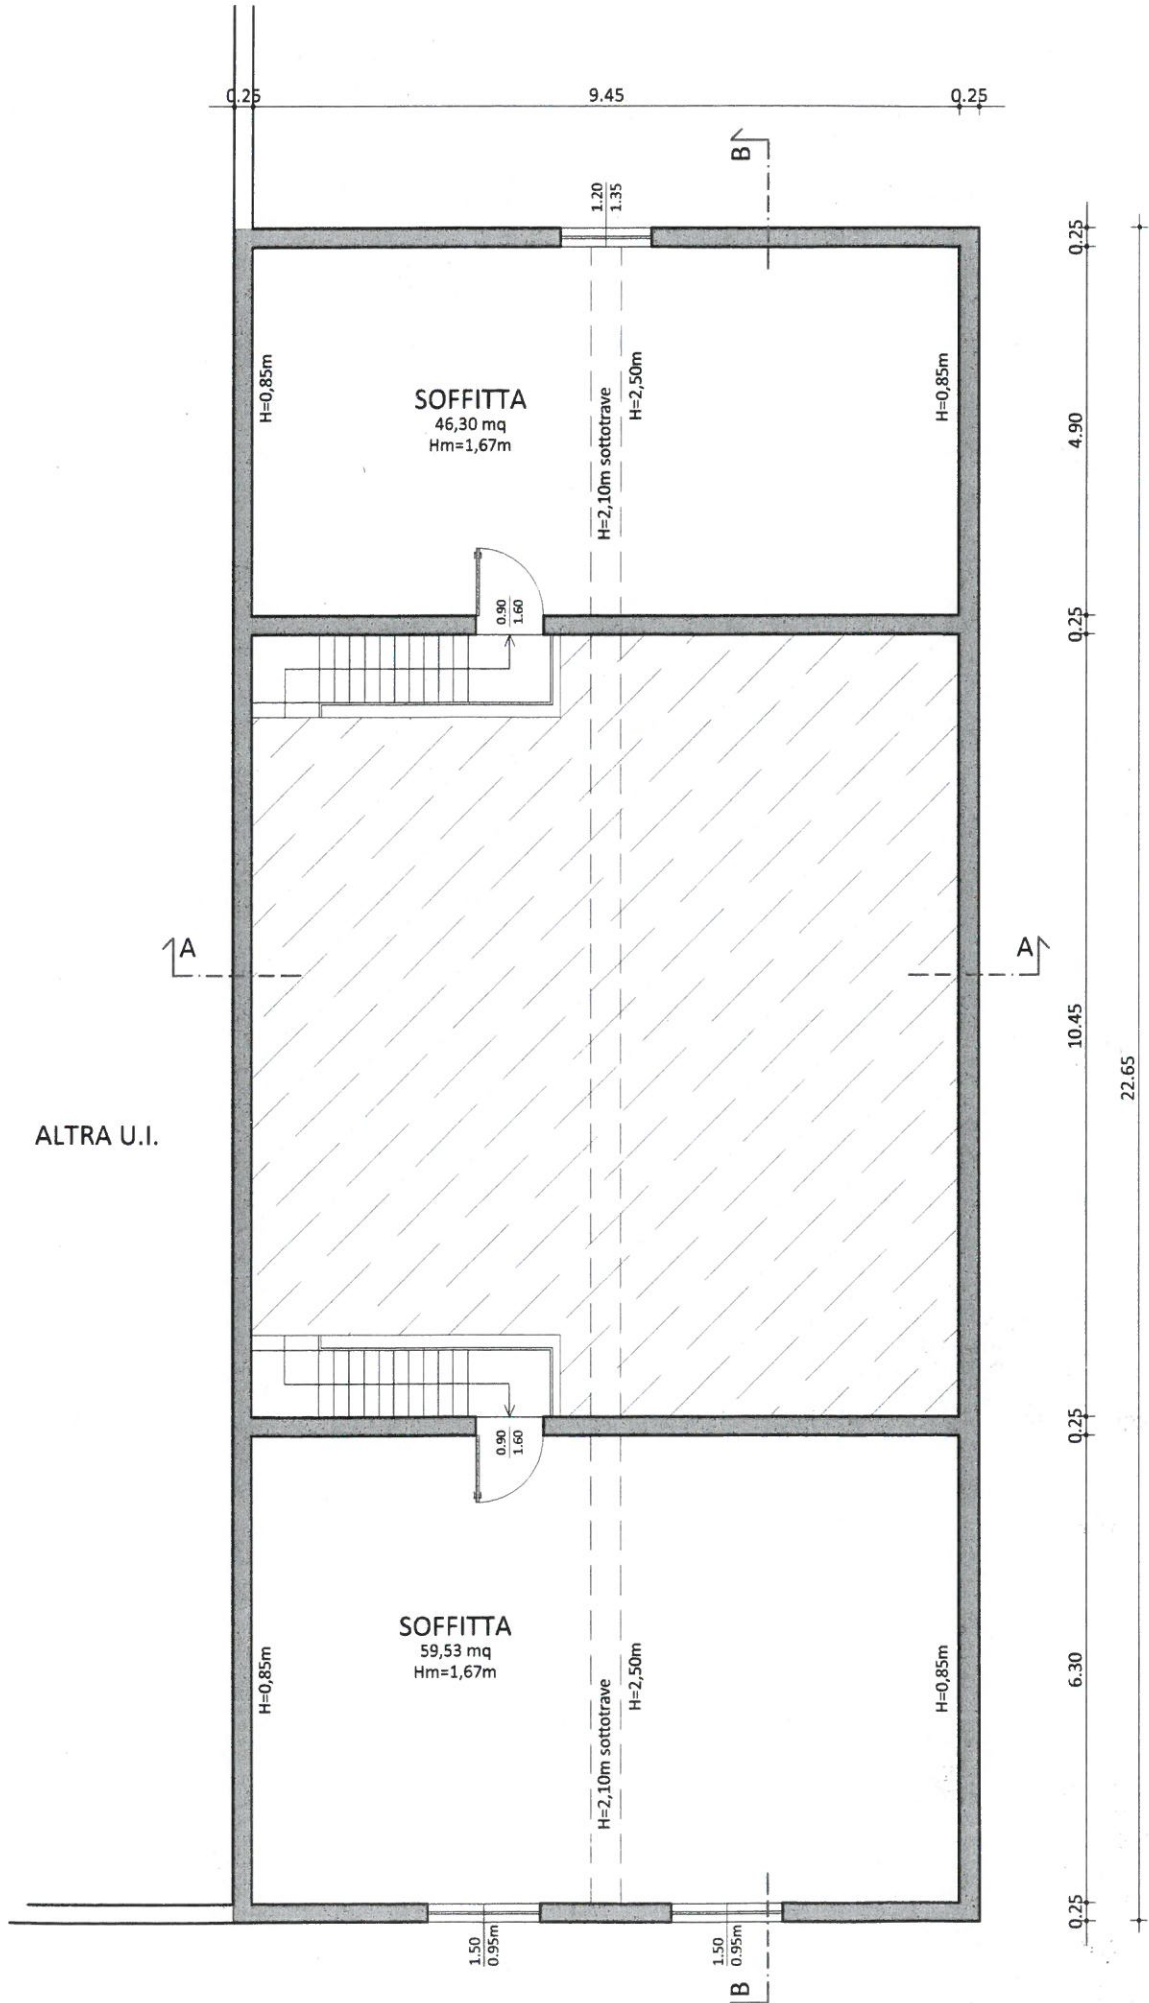 0.25
9.45
0.25
B
1.20
1.35
0.25
H=0,85m
SOFFITTA
46,30 mq
Hm=1,67m
H=2,10m sottotrave
H=2,50m
H=0,85m
4.90
0.90
1.60
0.25
A
A
10.45
22.65
ALTRA U.I.
0.90
1.60
0.25
H=0,85m
SOFFITTA
59,53 mq
Hm=1,67m
H=2,10m sottotrave
H=2,50m
H=0,85m
6.30
0.25
1.50
0.95m
1.50
0.95m
B